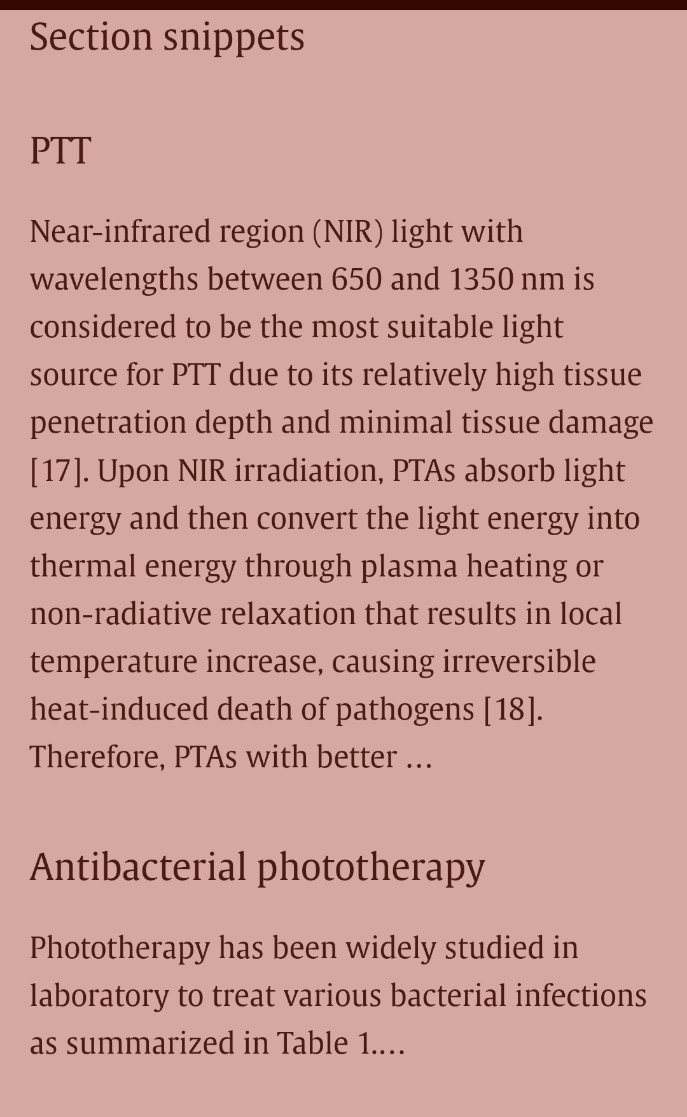 Section snippets
PTT
Near-infrared region (NIR) light with
wavelengths between 650 and 1350 nm is
considered to be the most suitable light
source for PTT due to its relatively high tissue
penetration depth and minimal tissue damage
[17]. Upon NIR irradiation, PTAs absorb light
energy and then convert the light energy into
thermal energy through plasma heating or
non-radiative relaxation that results in local
temperature increase, causing irreversible
heat-induced death of pathogens [18].
Therefore, PTAs with better …
Antibacterial phototherapy
Phototherapy has been widely studied in
laboratory to treat various bacterial infections
as summarized in Table 1.…